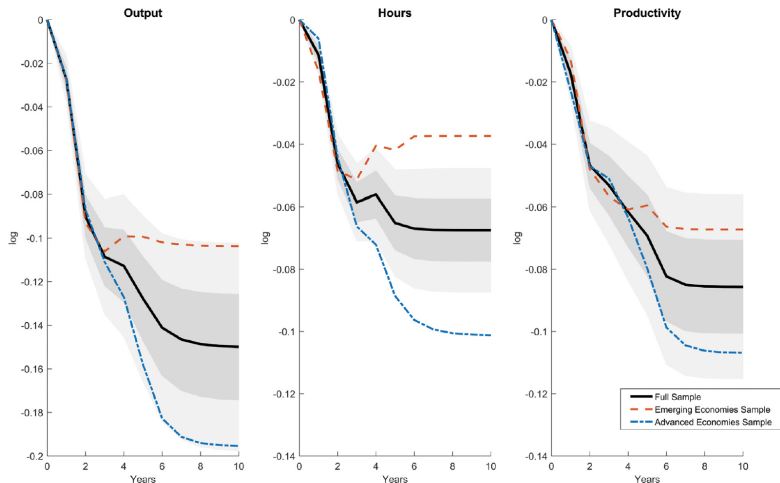 Output
Hours
Productivity
0
-0.02
-0.04
-0.06
-0.08
-0.1
-0.12
-0.14
-0.16
-0.18
-0.2
log
0 2 4 6 8 10
Years
0
-0.02
-0.04
-0.06
-0.08
-0.1
-0.12
-0.14
log
0 2 4 6 8 10
Years
0
-0.02
-0.04
-0.06
-0.08
-0.1
-0.12
-0.14
log
0 2 4 6 8 10
Years
Full Sample
Emerging Economies Sample
Advanced Economies Sample